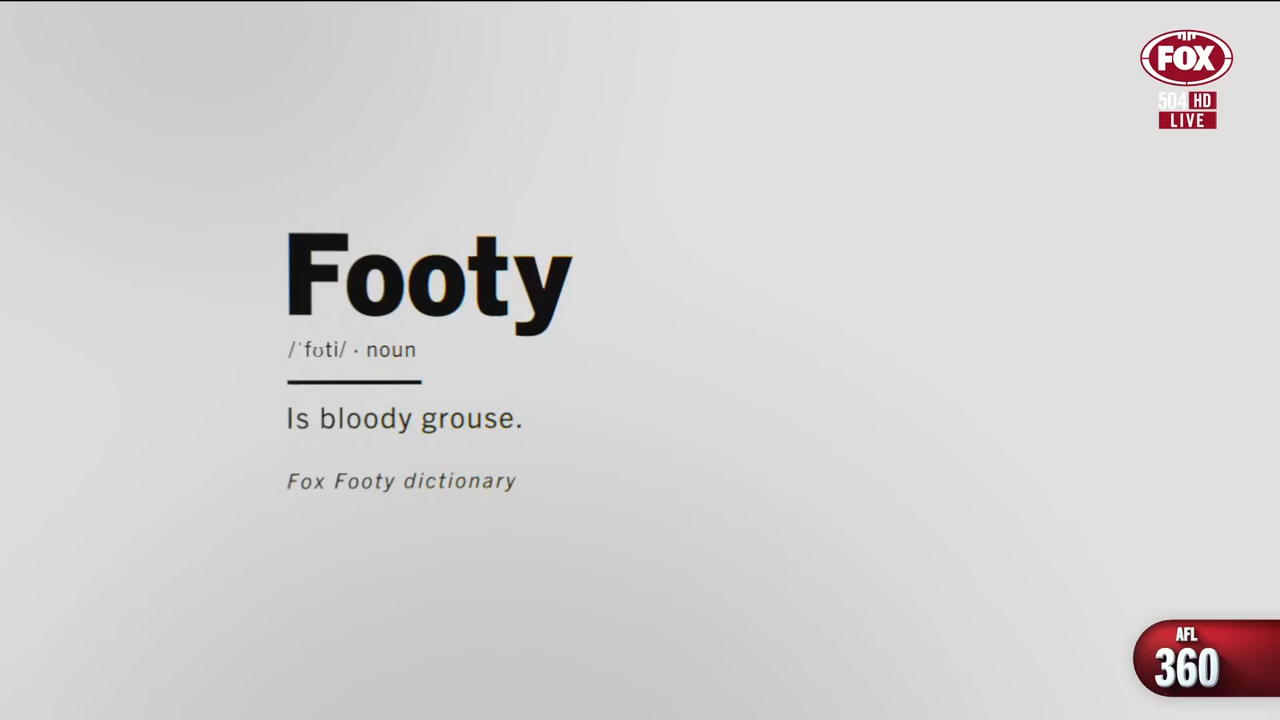 FOX
504 HD
LIVE
Footy
/ˈfʊti/ · noun
Is bloody grouse.
Fox Footy dictionary
AFL
360